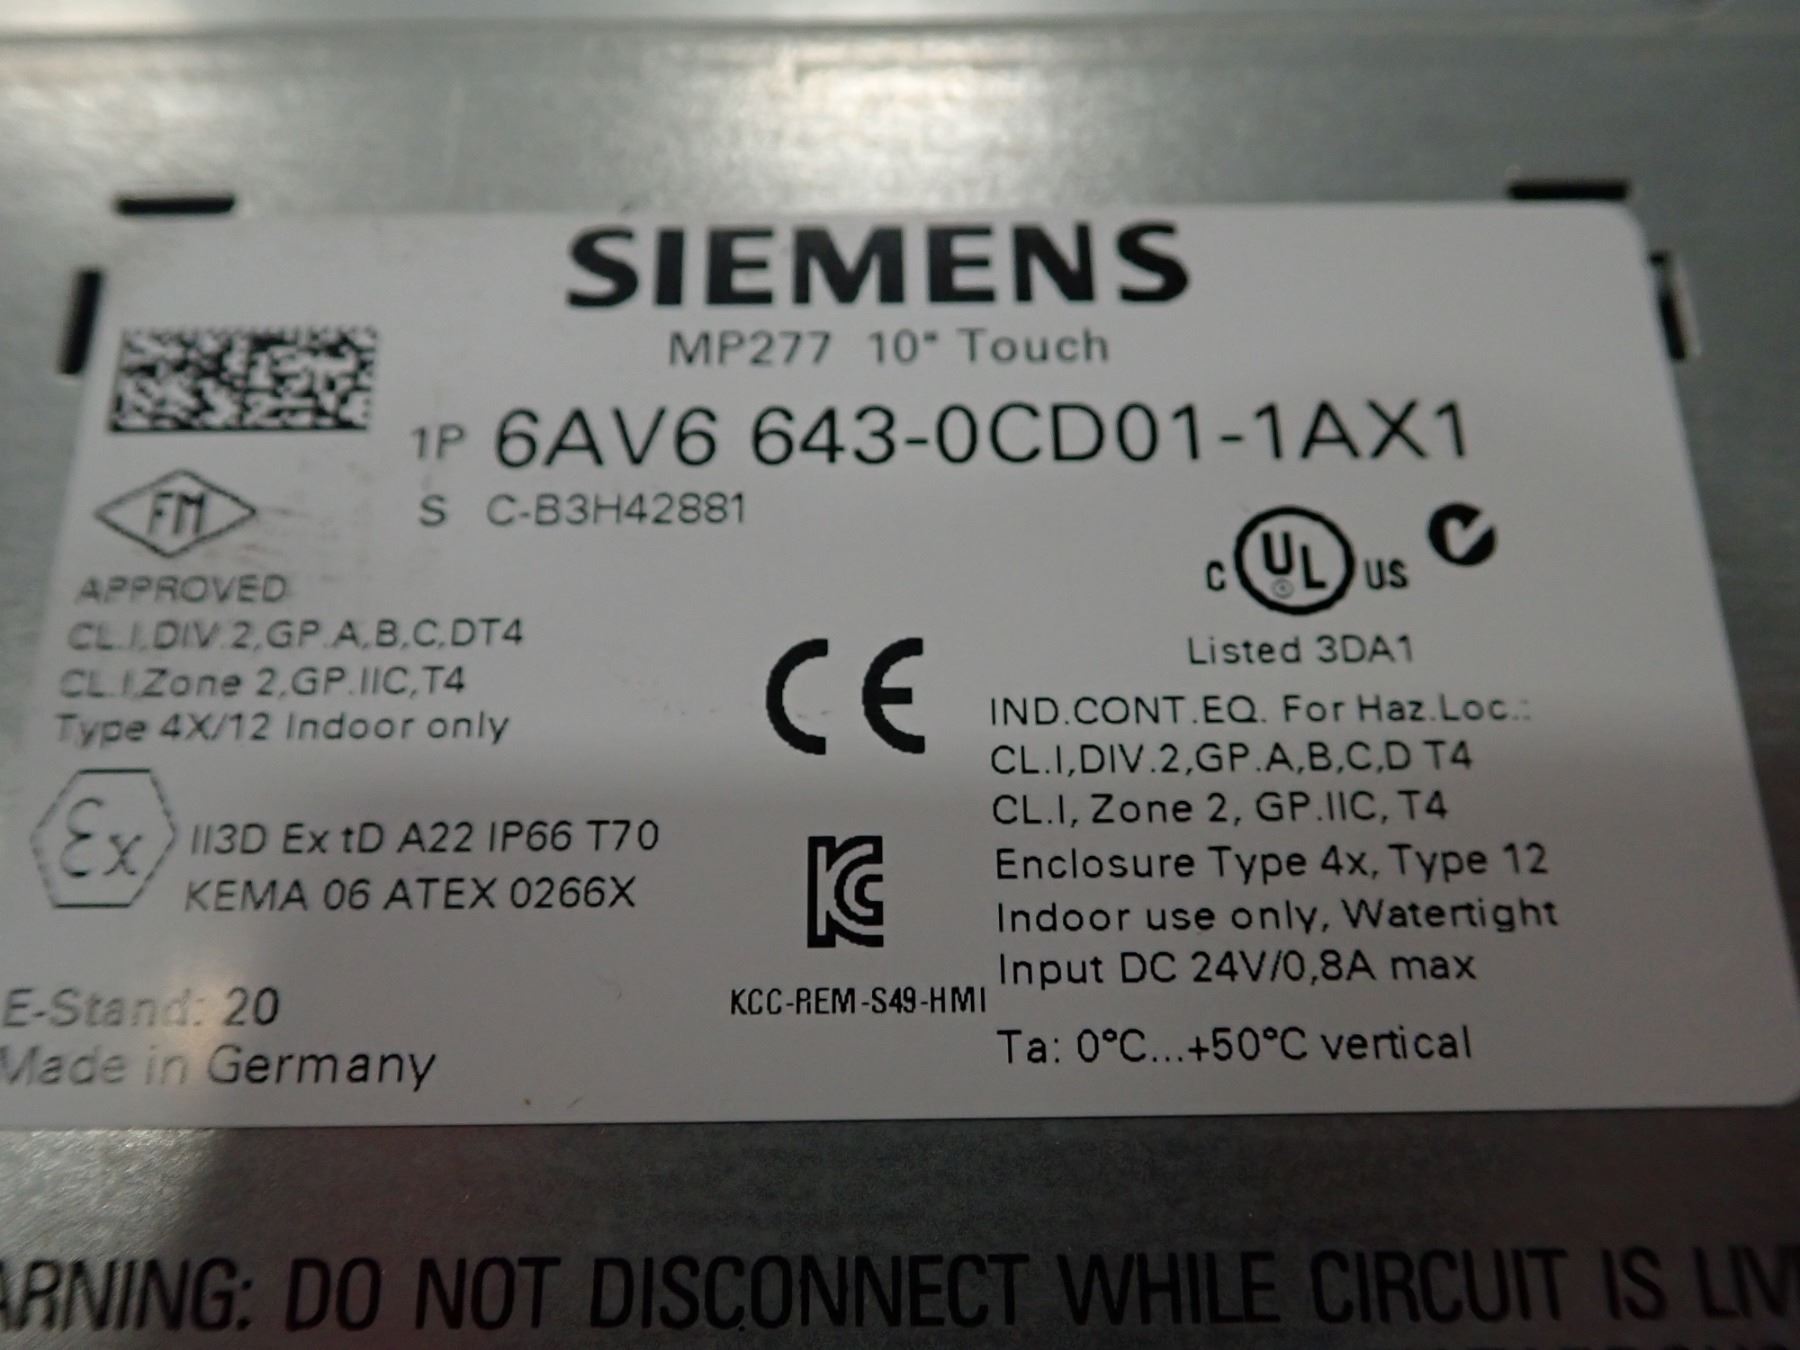 SIEMENS
MP277 10" Touch
1P 6AV6 643-0CD01-1AX1
S C-B3H42881
FM
APPROVED
CL.I,DIV.2,GP.A,B,C,DT4
CL.I,Zone 2,GP.IIC,T4
Type 4X/12 Indoor only
Ex II3D Ex tD A22 IP66 T70
KEMA 06 ATEX 0266X
E-Stand: 20
Made in Germany
CE
KCC-REM-S49-HMI
C UL US
Listed 3DA1
IND.CONT.EQ. For Haz.Loc.:
CL.I,DIV.2,GP.A,B,C,D T4
CL.I, Zone 2, GP.IIC, T4
Enclosure Type 4x, Type 12
Indoor use only, Watertight
Input DC 24V/0,8A max
Ta: 0°C...+50°C vertical
ARNING: DO NOT DISCONNECT WHILE CIRCUIT IS LIV